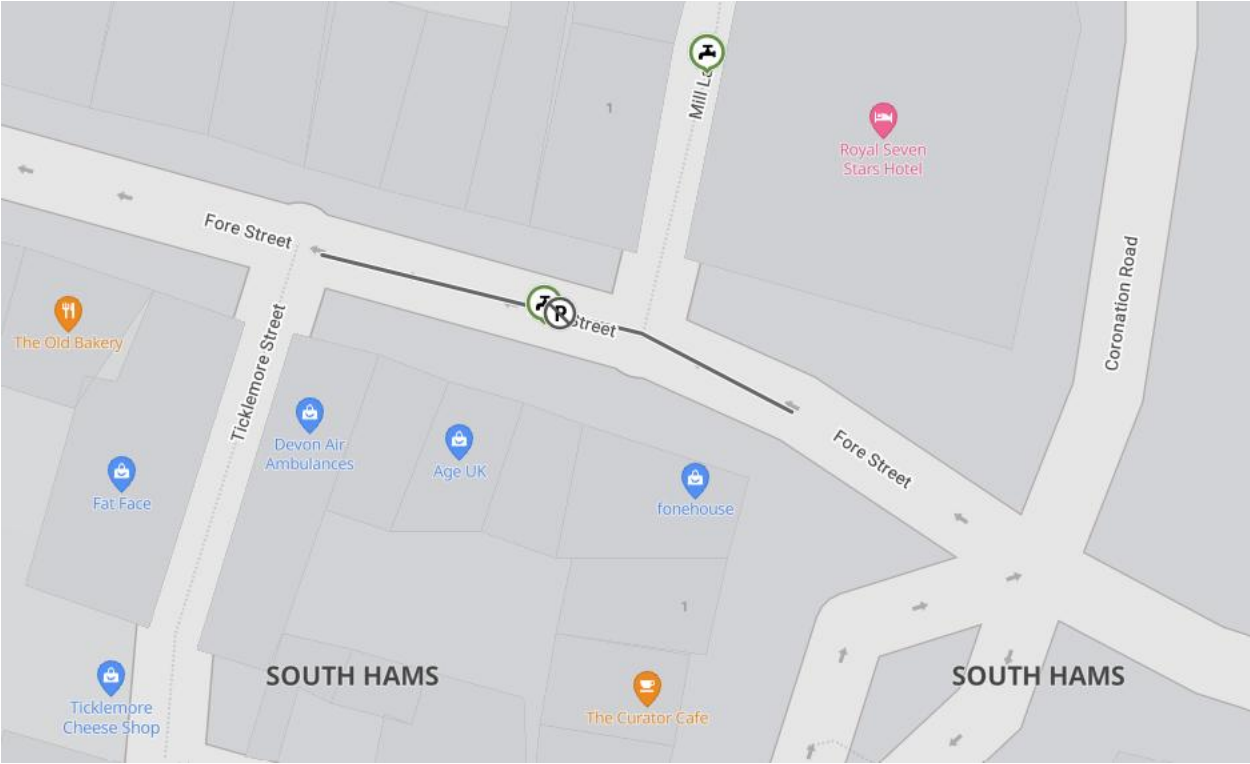 1
Mill La
Royal Seven
Stars Hotel
Fore Street
P
Street
Coronation Road
The Old Bakery
Ticklemore Street
Devon Air
Ambulances
Age UK
Fore Street
Fat Face
fonehouse
1
SOUTH HAMS
SOUTH HAMS
Ticklemore
Cheese Shop
The Curator Cafe